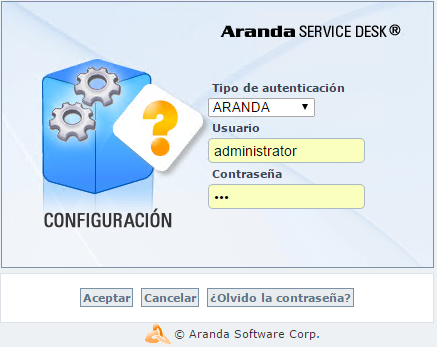 Aranda SERVICE DESK®
Tipo de autenticación
ARANDA
Usuario
administrator
Contraseña
•••
CONFIGURACIÓN
Aceptar Cancelar ¿Olvido la contraseña?
© Aranda Software Corp.